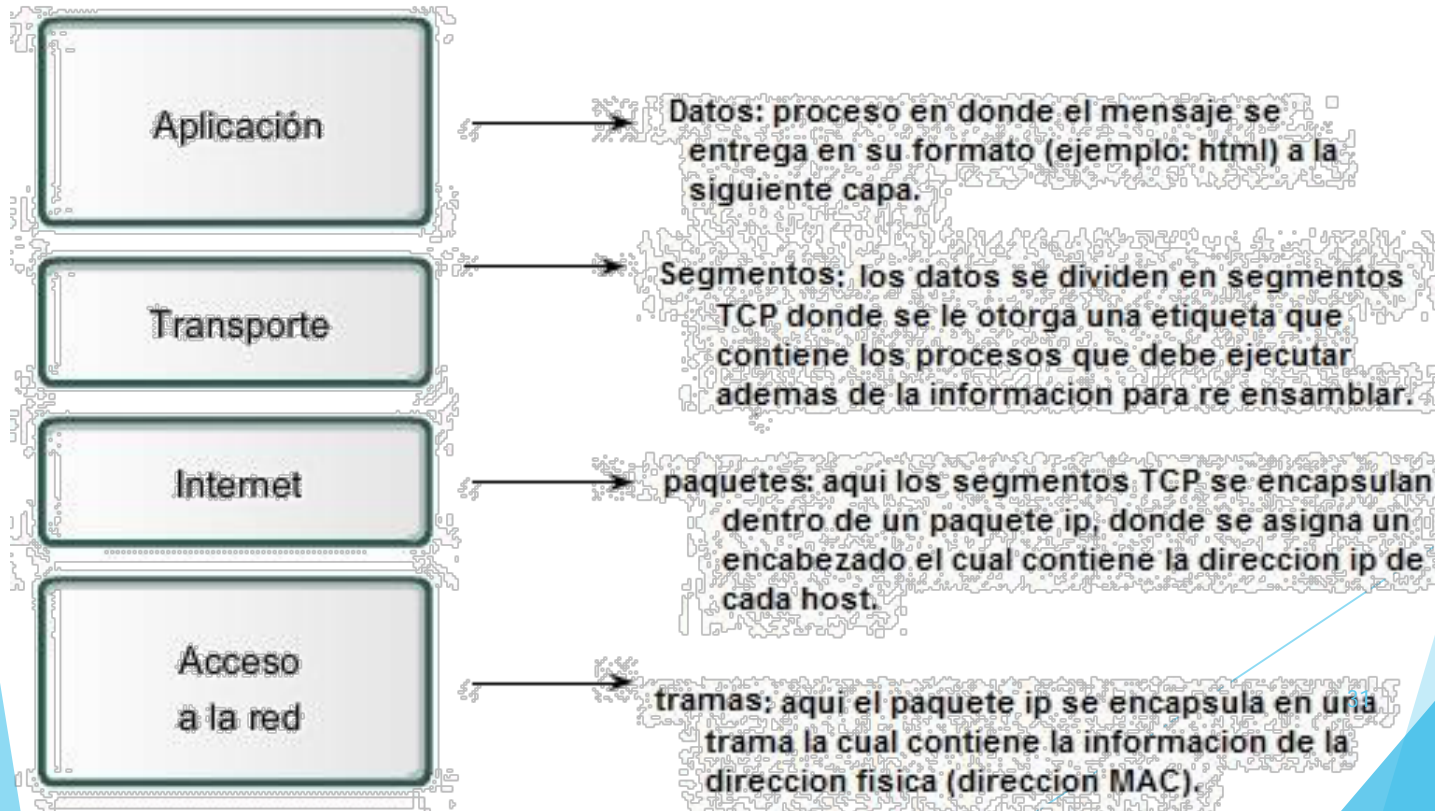 Aplicación
Datos: proceso en donde el mensaje se
entrega en su formato (ejemplo: html) a la
siguiente capa.
Transporte
Segmentos: los datos se dividen en segmentos
TCP donde se le otorga una etiqueta que
contiene los procesos que debe ejecutar
ademas de la informacion para re ensamblar.
Internet
paquetes: aqui los segmentos TCP se encapsulan
dentro de un paquete ip, donde se asigna un
encabezado el cual contiene la direccion ip de
cada host.
Acceso
a la red
tramas: aqui el paquete ip se encapsula en una
trama la cual contiene la informacion de la
direccion fisica (direccion MAC).
31